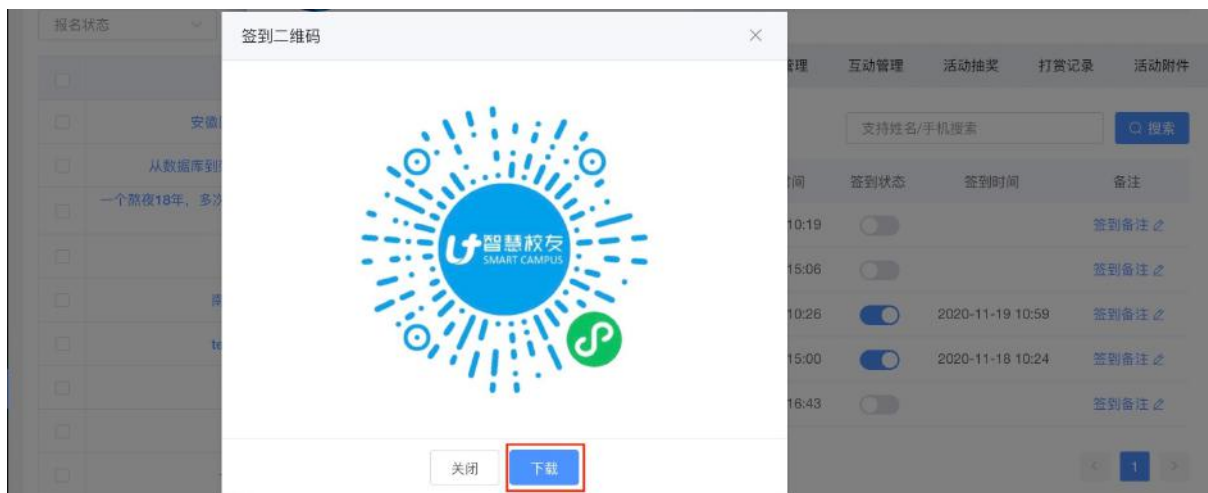 报名状态
签到二维码
管理 互动管理 活动抽奖 打赏记录 活动附件
安徽
支持姓名/手机搜索 搜索
从数据库到
时间 签到状态 签到时间 备注
一个熬夜18年，多次
智慧校友
SMART CAMPUS
10:19 签到备注
15:06 签到备注
10:26 2020-11-19 10:59 签到备注
te 15:00 2020-11-18 10:24 签到备注
16:43 签到备注
关闭 下载
1